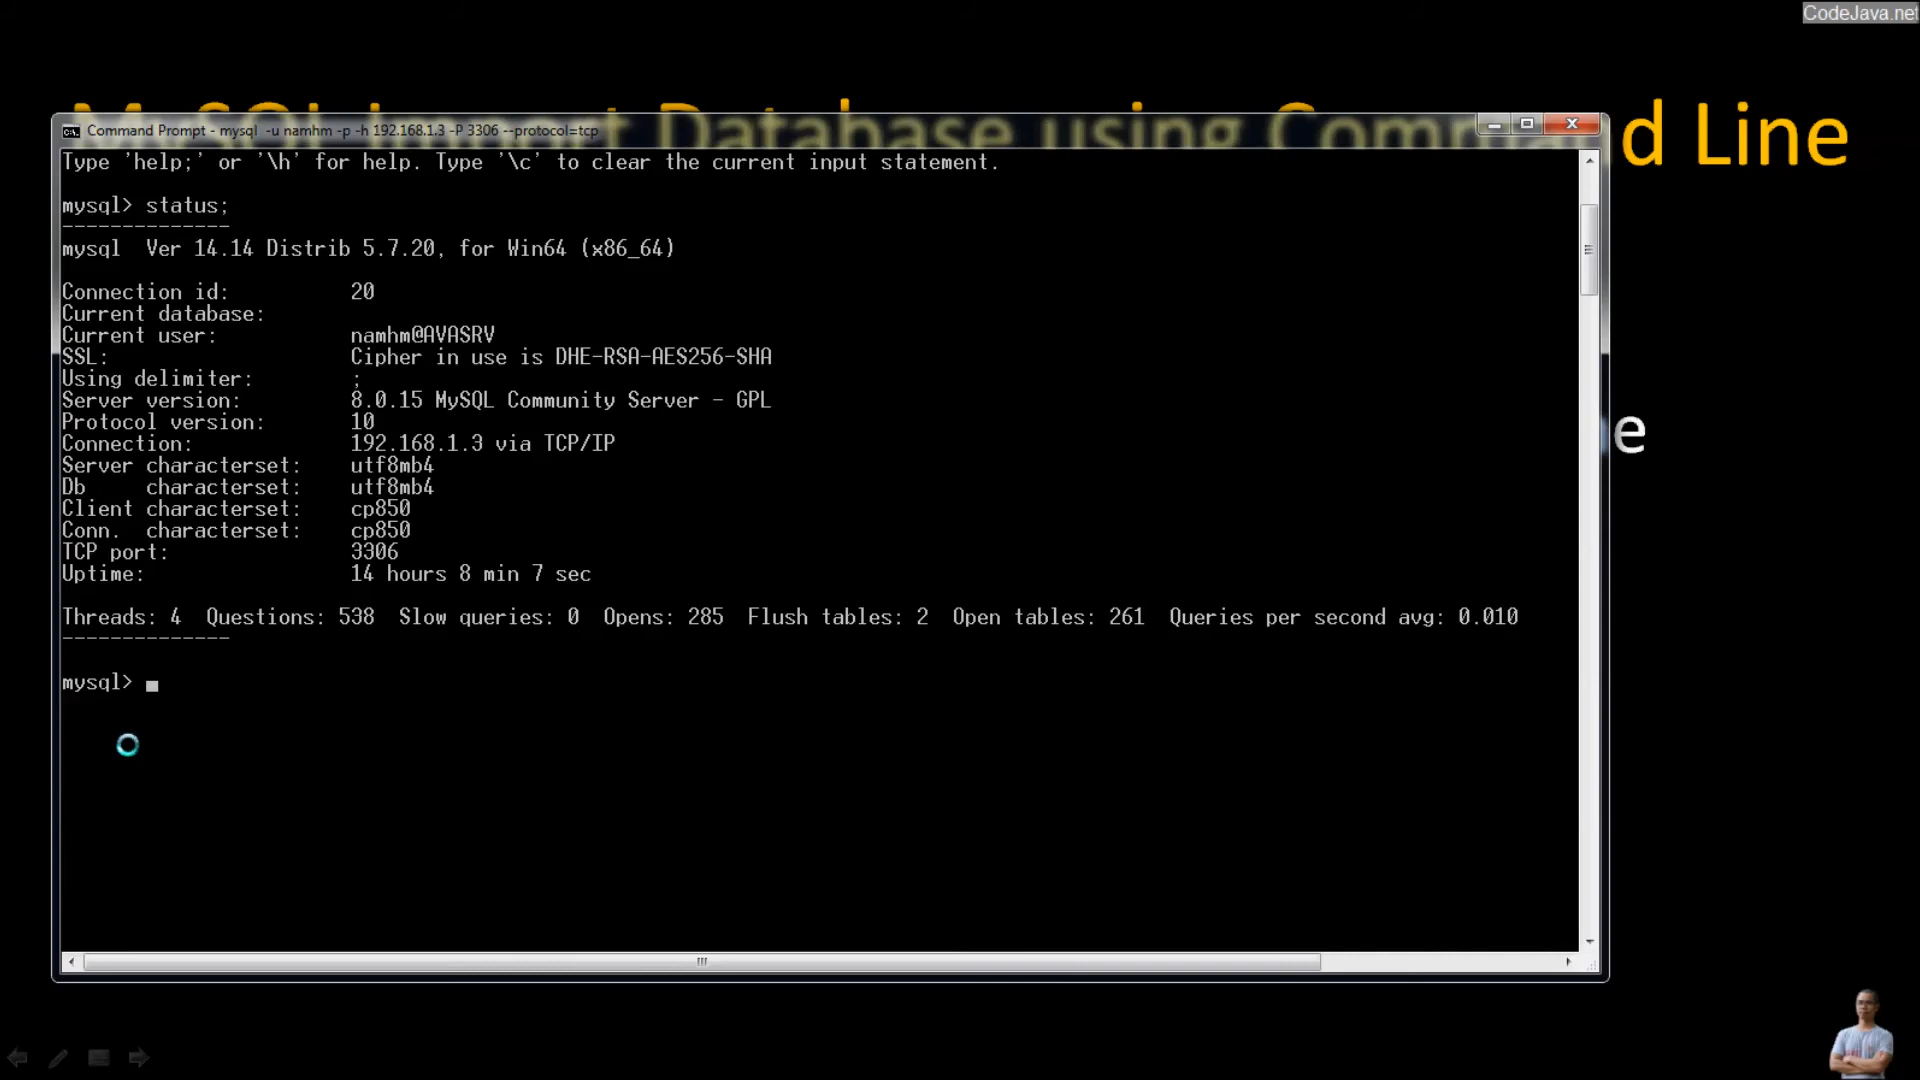 CodeJava.net
MySQL Import Database using Command Line
Command Prompt - mysql -u namhm -p -h 192.168.1.3 -P 3306 --protocol=tcp
Type 'help;' or '\h' for help. Type '\c' to clear the current input statement.
mysql> status;
--------------
mysql Ver 14.14 Distrib 5.7.20, for Win64 (x86_64)
Connection id: 20
Current database:
Current user: namhm@AVASRV
SSL: Cipher in use is DHE-RSA-AES256-SHA
Using delimiter: ;
Server version: 8.0.15 MySQL Community Server - GPL
Protocol version: 10
Connection: 192.168.1.3 via TCP/IP
Server characterset: utf8mb4
Db characterset: utf8mb4
Client characterset: cp850
Conn. characterset: cp850
TCP port: 3306
Uptime: 14 hours 8 min 7 sec
Threads: 4 Questions: 538 Slow queries: 0 Opens: 285 Flush tables: 2 Open tables: 261 Queries per second avg: 0.010
--------------
mysql>